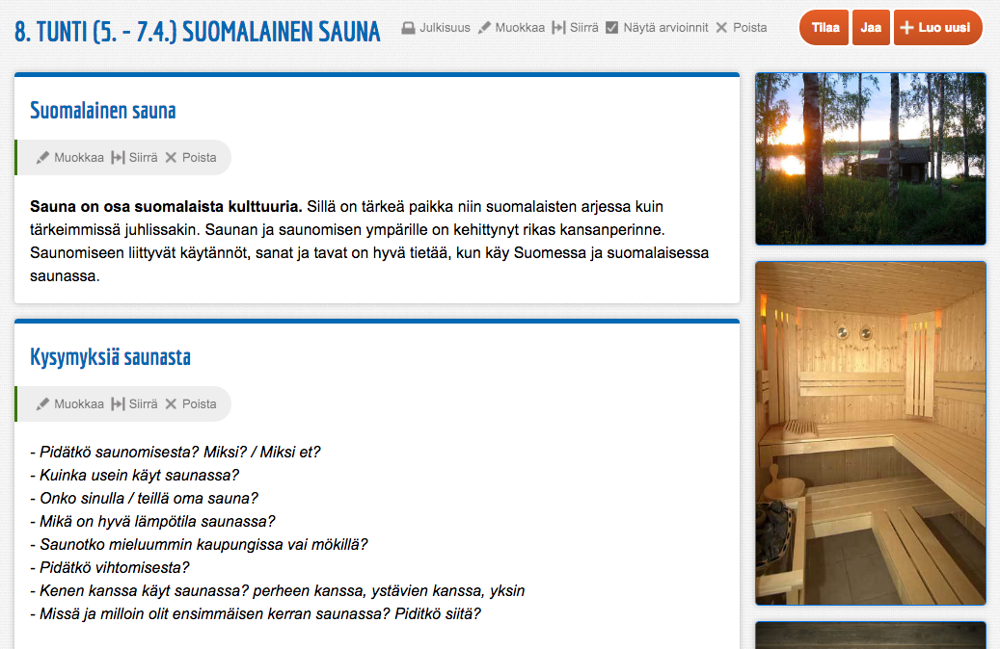 8. TUNTI (5. - 7.4.) SUOMALAINEN SAUNA
Julkisuus Muokkaa Siirrä Näytä arvioinnit Poista
Tilaa Jaa Luo uusi
Suomalainen sauna
Muokkaa Siirrä Poista
Sauna on osa suomalaista kulttuuria. Sillä on tärkeä paikka niin suomalaisten arjessa kuin
tärkeimmissä juhlissakin. Saunan ja saunomisen ympärille on kehittynyt rikas kansanperinne.
Saunomiseen liittyvät käytännöt, sanat ja tavat on hyvä tietää, kun käy Suomessa ja suomalaisessa
saunassa.
Kysymyksiä saunasta
Muokkaa Siirrä Poista
- Pidätkö saunomisesta? Miksi? / Miksi et?
- Kuinka usein käyt saunassa?
- Onko sinulla / teillä oma sauna?
- Mikä on hyvä lämpötila saunassa?
- Saunotko mieluummin kaupungissa vai mökillä?
- Pidätkö vihtomisesta?
- Kenen kanssa käyt saunassa? perheen kanssa, ystävien kanssa, yksin
- Missä ja milloin olit ensimmäisen kerran saunassa? Piditkö siitä?